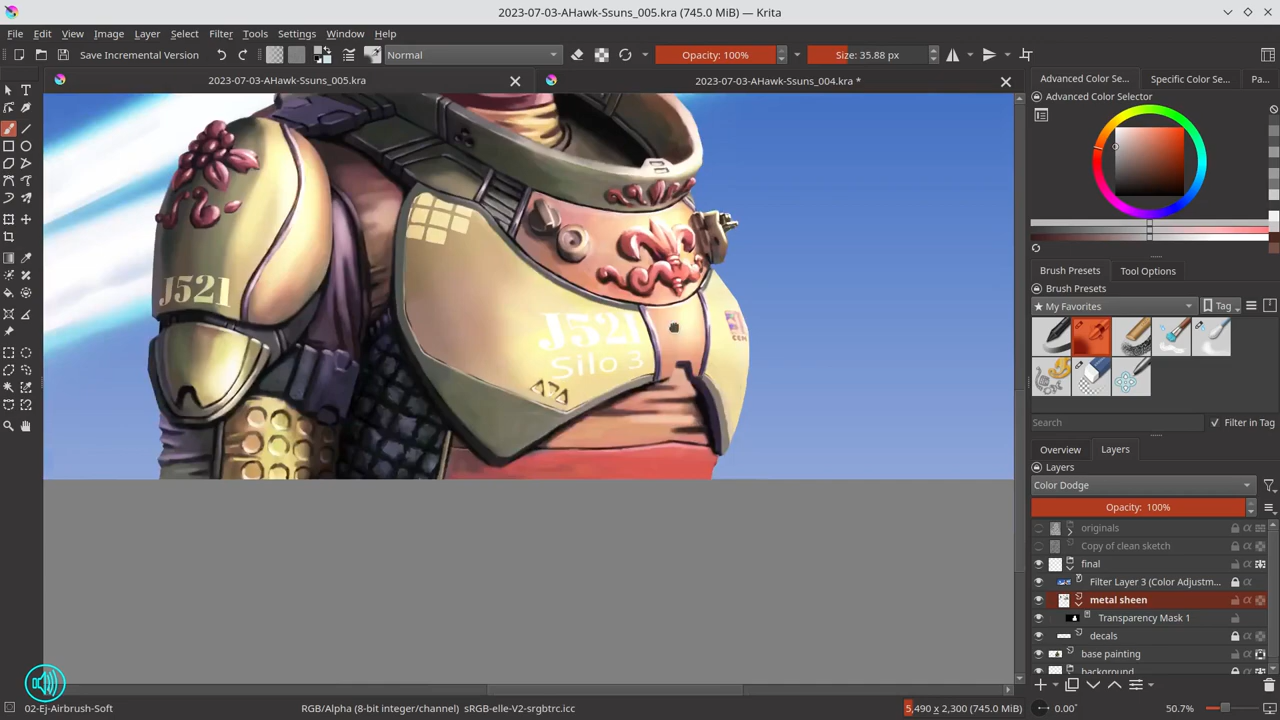 2023-07-03-AHawk-Ssuns_005.kra (745.0 MiB) — Krita
File Edit View Image Layer Select Filter Tools Settings Window Help
Save Incremental Version Normal Opacity: 100% Size: 35.88 px
2023-07-03-AHawk-Ssuns_005.kra 2023-07-03-AHawk-Ssuns_004.kra *
Advanced Color Se... Specific Color Se... Pa...
Advanced Color Selector
Brush Presets Tool Options
Brush Presets
★ My Favorites Tag
Search Filter in Tag
Overview Layers
Layers
Color Dodge
Opacity: 100%
originals
Copy of clean sketch
final
Filter Layer 3 (Color Adjustm...
metal sheen
Transparency Mask 1
decals
base painting
background
J521
J521
Silo 3
02-Ej-Airbrush-Soft RGB/Alpha (8-bit integer/channel) sRGB-elle-V2-srgbtrc.icc 5,490 x 2,300 (745.0 MiB) 0.00° 50.7%